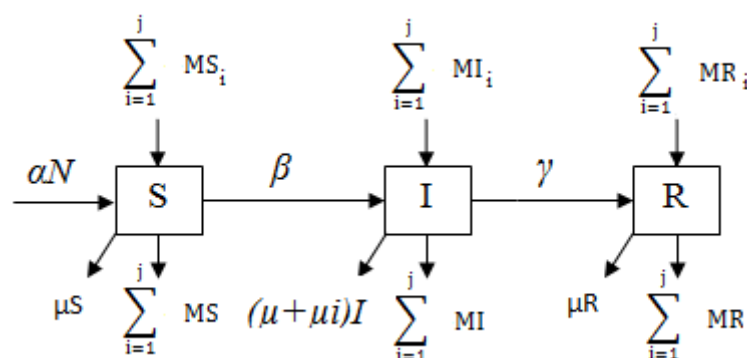 j j j
∑ MSᵢ ∑ MIᵢ ∑ MRᵢ
i=1 i=1 i=1
αN S β I γ R
μS (μ+μi)I μR
j j j
∑ MS ∑ MI ∑ MR
i=1 i=1 i=1